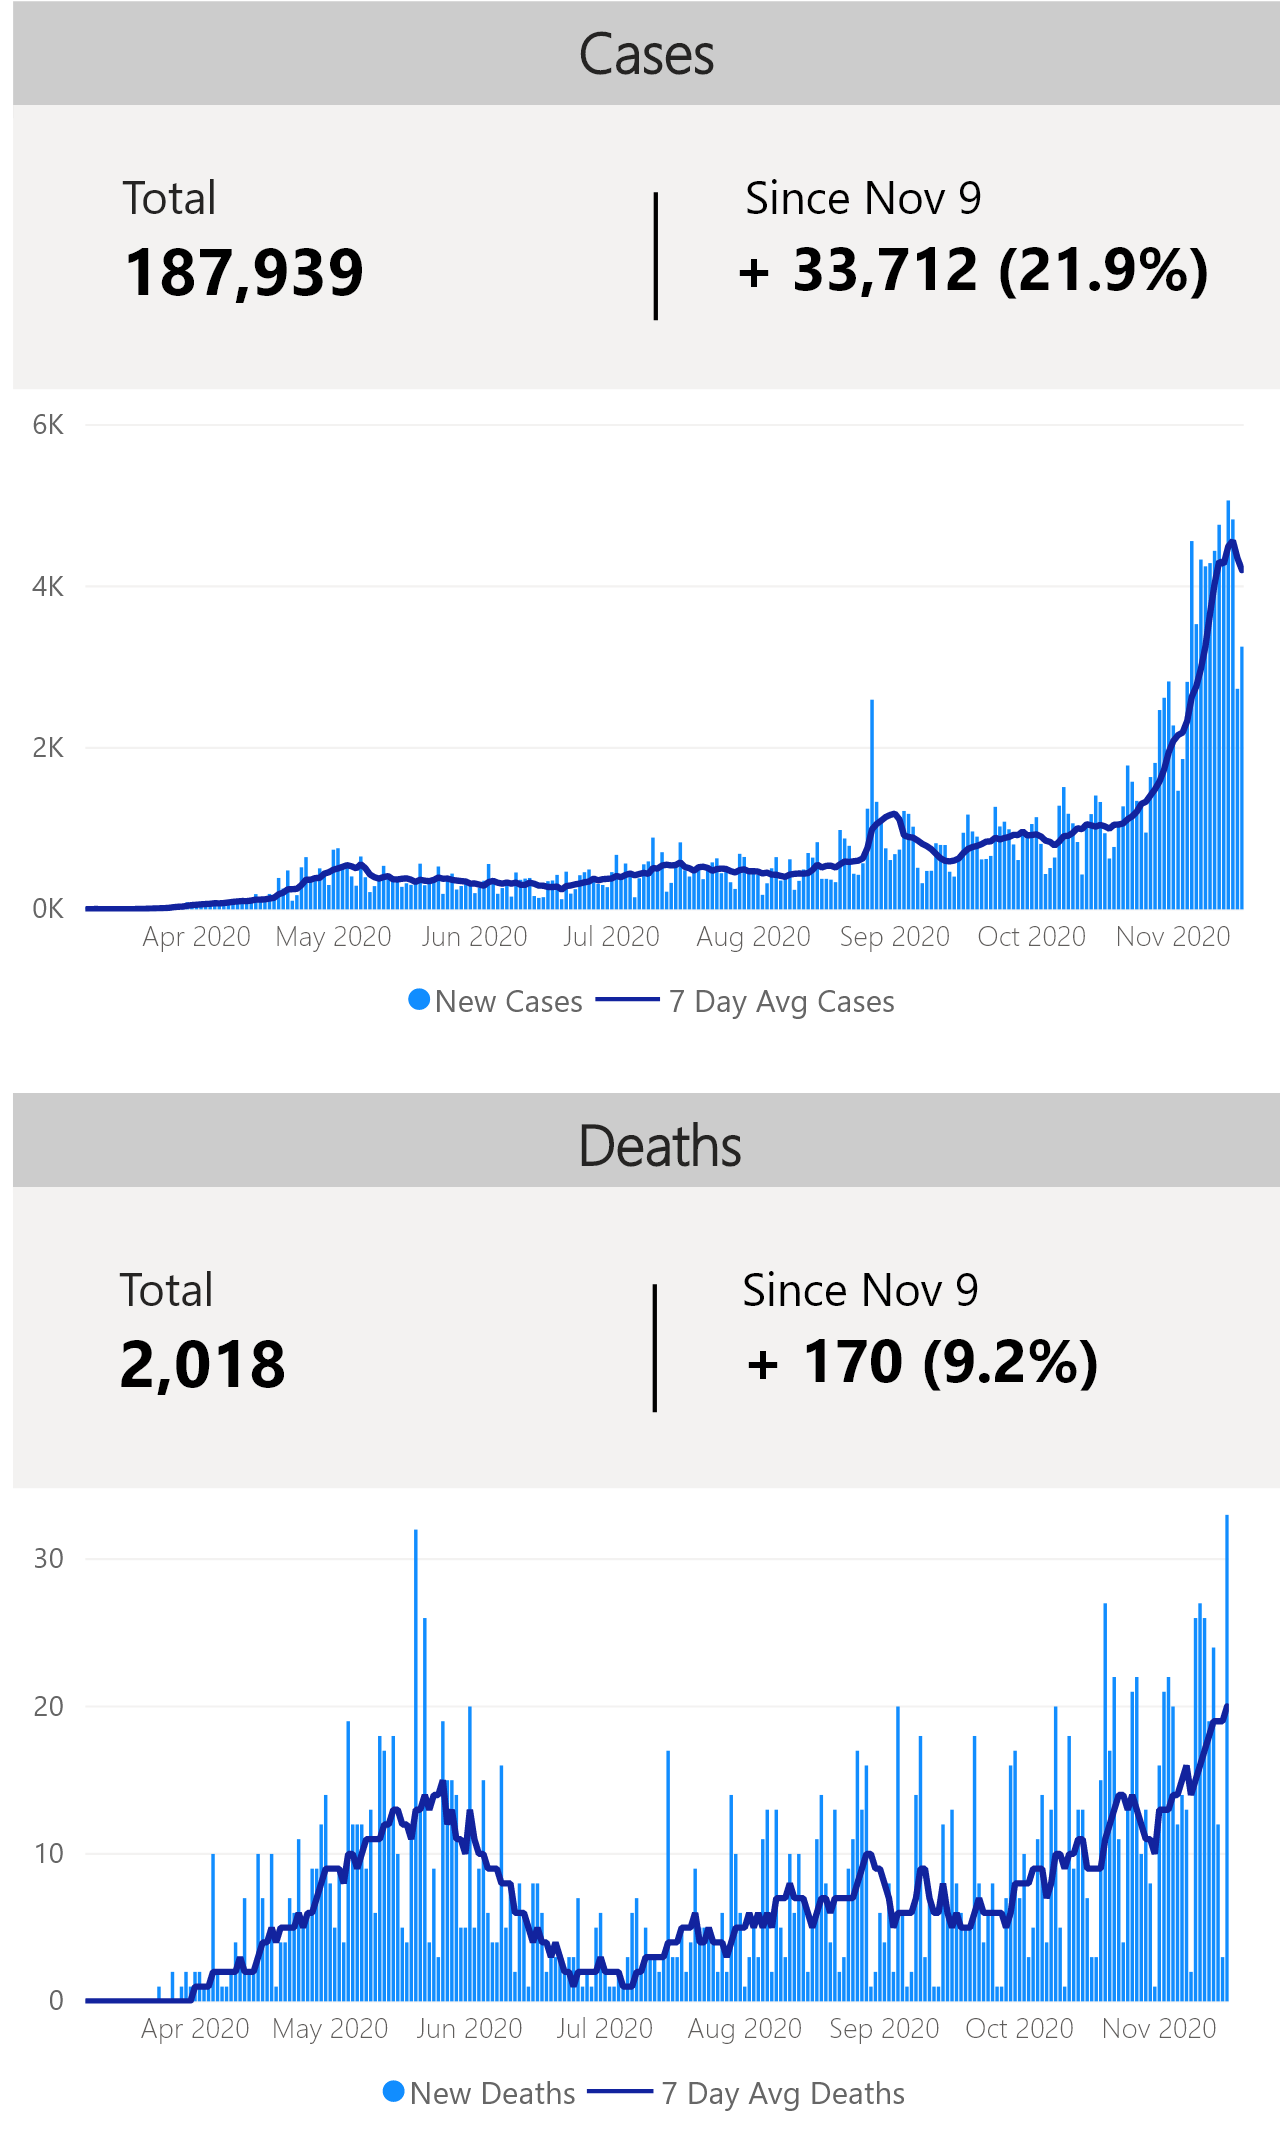 Cases
Total
Since Nov 9
187,939
+ 33,712 (21.9%)
6K
4K
2K
0K
Apr 2020 May 2020 Jun 2020 Jul 2020 Aug 2020 Sep 2020 Oct 2020 Nov 2020
New Cases 7 Day Avg Cases
Deaths
Total
Since Nov 9
2,018
+ 170 (9.2%)
30
20
10
0
Apr 2020 May 2020 Jun 2020 Jul 2020 Aug 2020 Sep 2020 Oct 2020 Nov 2020
New Deaths 7 Day Avg Deaths